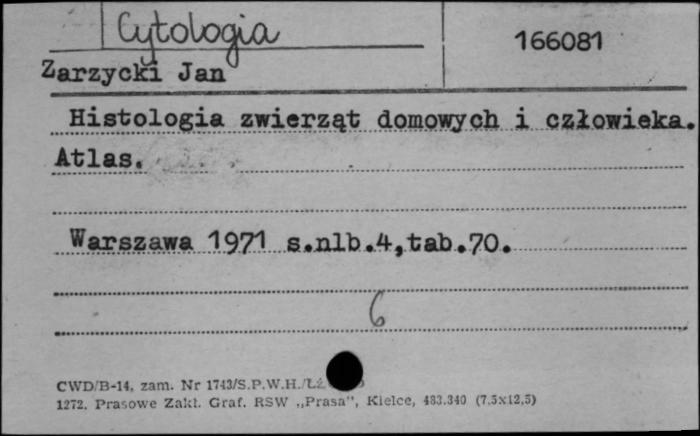 Cytologia
166081
Zarzycki Jan
Histologia zwierząt domowych i człowieka.
Atlas.
Warszawa 1971 s.nlb.4,tab.70.
6
CWD/B-14, zam. Nr 1743/S.P.W.H./
1272. Prasowe Zakł. Graf. RSW „Prasa", Kielce, 483.340 (7,5x12,5)